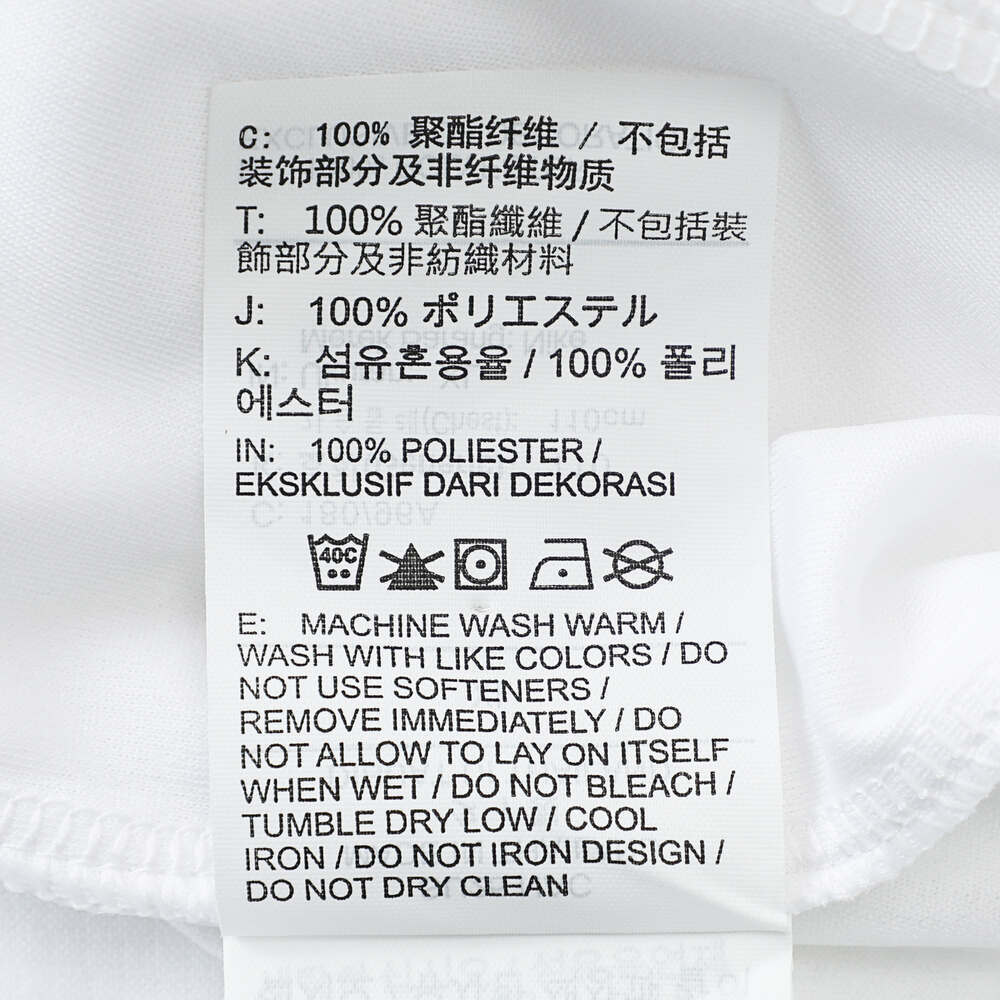 C: 100% 聚酯纤维 / 不包括
装饰部分及非纤维物质
T: 100% 聚酯纖維 / 不包括裝
飾部分及非紡織材料
J: 100% ポリエステル
K: 섬유혼용율 / 100% 폴리
에스터
IN: 100% POLIESTER /
EKSKLUSIF DARI DEKORASI
40C
E: MACHINE WASH WARM /
WASH WITH LIKE COLORS / DO
NOT USE SOFTENERS /
REMOVE IMMEDIATELY / DO
NOT ALLOW TO LAY ON ITSELF
WHEN WET / DO NOT BLEACH /
TUMBLE DRY LOW / COOL
IRON / DO NOT IRON DESIGN /
DO NOT DRY CLEAN